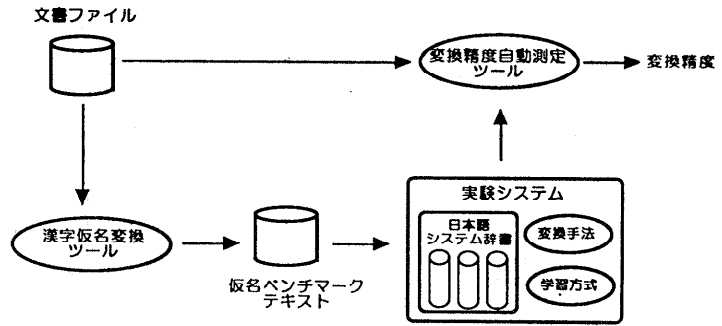 文書ファイル
変換精度自動測定
ツール
変換精度
漢字仮名変換
ツール
仮名ベンチマーク
テキスト
実験システム
日本語
システム辞書
変換手法
学習方式